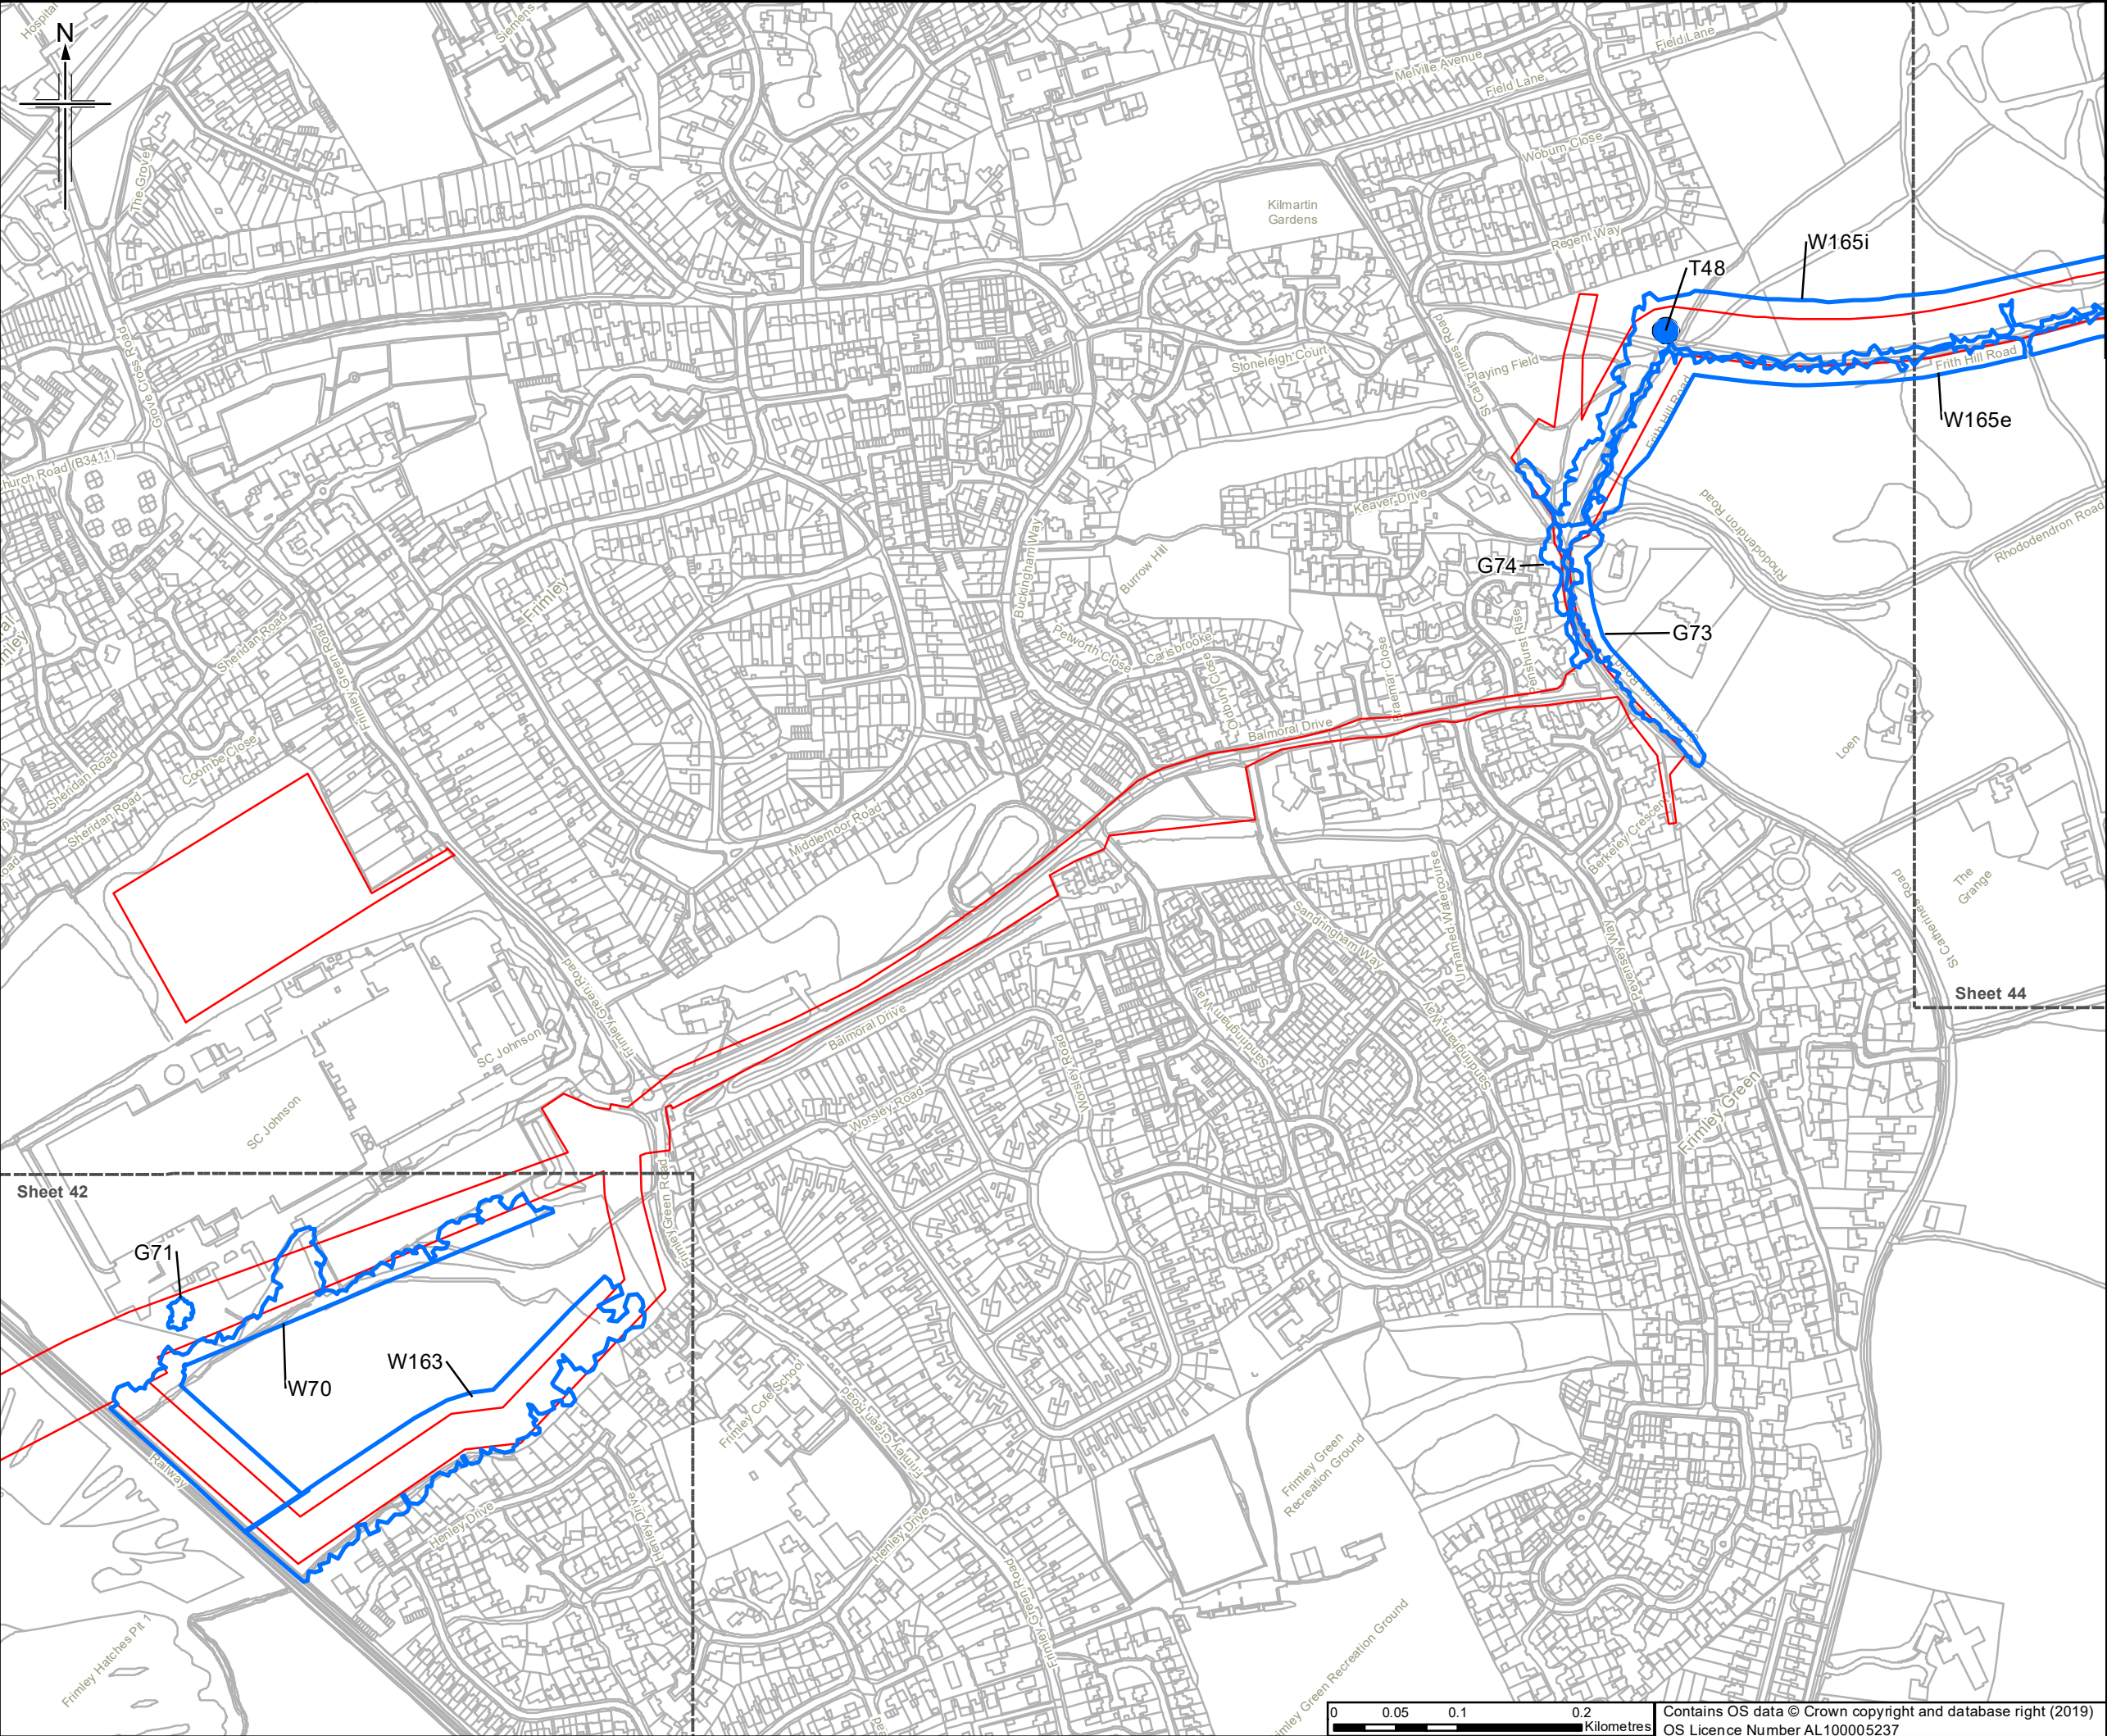 Hospital
N
Siemens
Field Lane
Melville Avenue
Field Lane
Woburn Close
The Grove
Kilmartin
Gardens
Regent Way
W165i
T48
Grove Cross Road
St Catherines Road
Playing Field
Stoneleigh Court
Frith Hill Road
Frith Hill Road
W165e
Church Road (B3411)
Keaver Drive
Rhododendron Road
Rhododendron Road
Buckingham Way
Burrow Hill
G74
Frimley
Sheridan Road
Frimley Green Road
Petworth Close
Carisbrooke
Oldbury Close
Braemar Close
Penshurst Rise
G73
Balmoral Drive
Loen
Sheridan Road
Coombe Close
Sheridan Road
Middlemoor Road
Berkeley Crescent
Unnamed Watercourse
The
Grange
St Catherines Road
Sandringham Way
Pevensey Way
Frimley Green Road
Sheet 44
Balmoral Drive
Sandringham Way
Sandringham Way
SC Johnson
SC Johnson
Worsley Road
Worsley Road
Frimley Green
Sheet 42
Frimley Green Road
G71
W163
W70
Frimley Cofe School
Frimley Green Road
Railway
Frimley Green
Recreation Ground
Henley Drive
Henley Drive
Henley Drive
Frimley Green Road
Frimley Hatches Pit 1
0 0.05 0.1 0.2
Kilometres
Contains OS data © Crown copyright and database right (2019)
OS Licence Number AL100005237